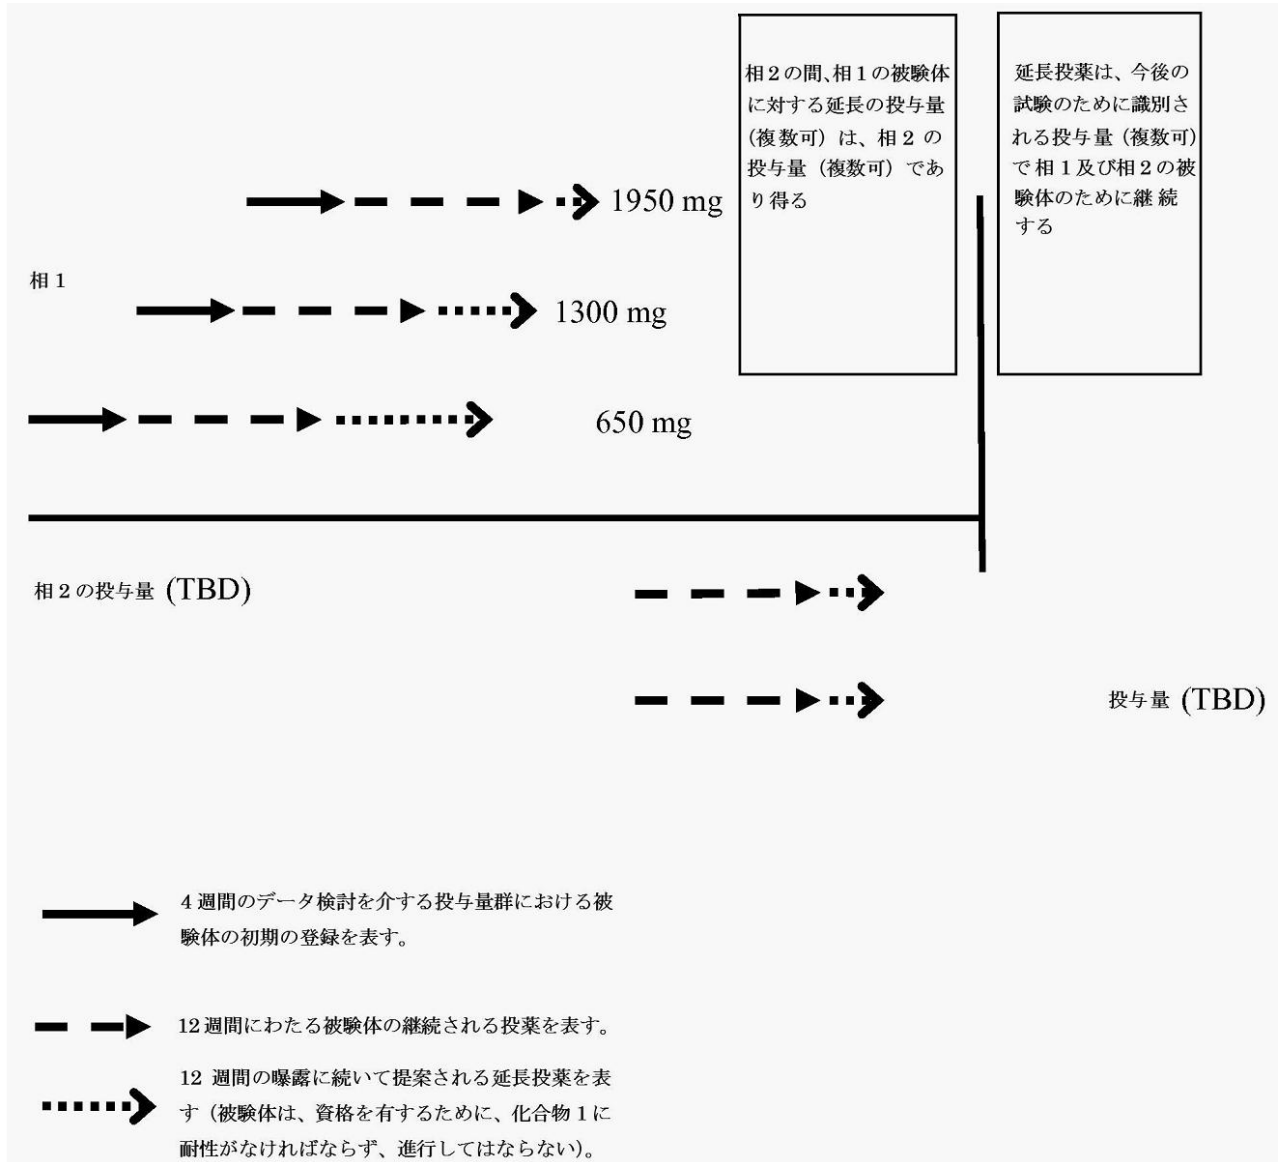 相２の間、相１の被験体
に対する延長の投与量
（複数可）は、相２の
投与量（複数可）であ
り得る
延長投薬は、今後の
試験のために識別さ
れる投与量（複数可）
で相１及び相２の被
験体のために継続
する
1950 mg
相１
1300 mg
650 mg
相２の投与量 (TBD)
投与量 (TBD)
４週間のデータ検討を介する投与量群における被
験体の初期の登録を表す。
12週間にわたる被験体の継続される投薬を表す。
12 週間の曝露に続いて提案される延長投薬を表
す（被験体は、資格を有するために、化合物１に
耐性がなければならず、進行してはならない）。